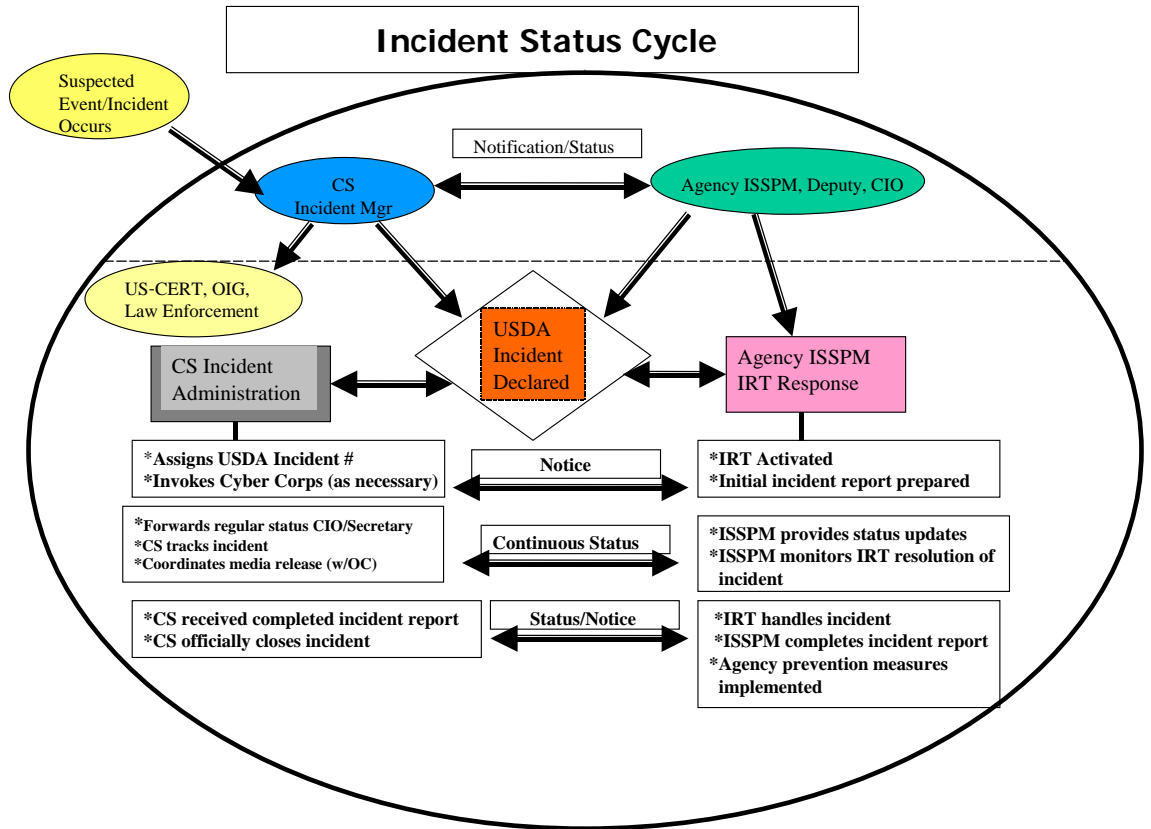 Incident Status Cycle
Suspected
Event/Incident
Occurs
Notification/Status
CS
Incident Mgr
Agency ISSPM, Deputy, CIO
US-CERT, OIG,
Law Enforcement
USDA
Incident
Declared
CS Incident
Administration
Agency ISSPM
IRT Response
*Assigns USDA Incident #
*Invokes Cyber Corps (as necessary)
Notice
*IRT Activated
*Initial incident report prepared
*Forwards regular status CIO/Secretary
*CS tracks incident
*Coordinates media release (w/OC)
Continuous Status
*ISSPM provides status updates
*ISSPM monitors IRT resolution of
incident
*CS received completed incident report
*CS officially closes incident
Status/Notice
*IRT handles incident
*ISSPM completes incident report
*Agency prevention measures
implemented